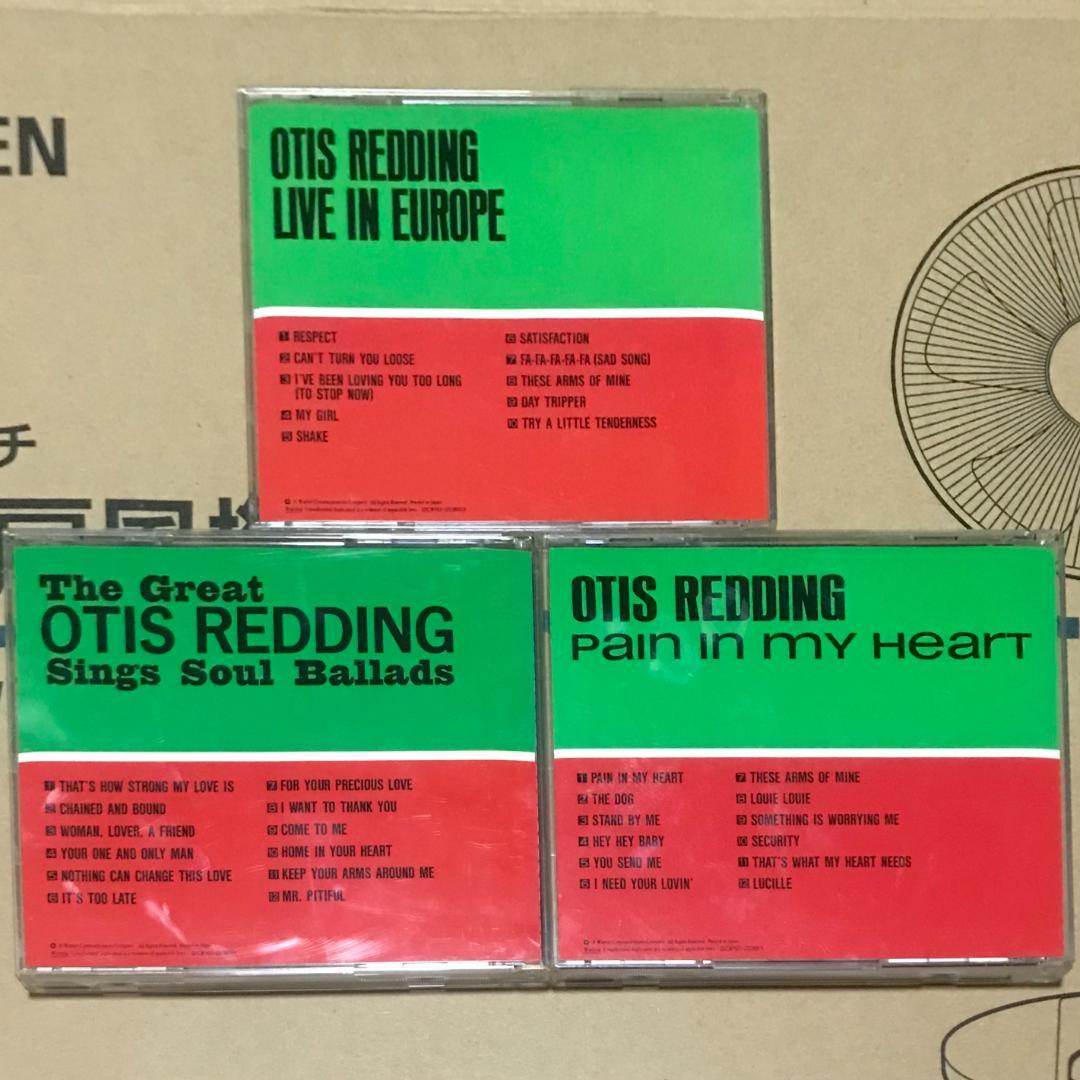 EN
チ
扇風機
OTIS REDDING
LIVE IN EUROPE
1 RESPECT
2 CAN'T TURN YOU LOOSE
3 I'VE BEEN LOVING YOU TOO LONG
(TO STOP NOW)
4 MY GIRL
5 SHAKE
6 SATISFACTION
7 FA-FA-FA-FA-FA (SAD SONG)
8 THESE ARMS OF MINE
9 DAY TRIPPER
10 TRY A LITTLE TENDERNESS
The Great
OTIS REDDING
Sings Soul Ballads
1 THAT'S HOW STRONG MY LOVE IS
2 CHAINED AND BOUND
3 WOMAN, LOVER, A FRIEND
4 YOUR ONE AND ONLY MAN
5 NOTHING CAN CHANGE THIS LOVE
6 IT'S TOO LATE
7 FOR YOUR PRECIOUS LOVE
8 I WANT TO THANK YOU
9 COME TO ME
10 HOME IN YOUR HEART
11 KEEP YOUR ARMS AROUND ME
12 MR. PITIFUL
OTIS REDDING
Pain in my Heart
1 PAIN IN MY HEART
2 THE DOG
3 STAND BY ME
4 HEY HEY BABY
5 YOU SEND ME
6 I NEED YOUR LOVIN'
7 THESE ARMS OF MINE
8 LOUIE LOUIE
9 SOMETHING IS WORRYING ME
10 SECURITY
11 THAT'S WHAT MY HEART NEEDS
12 LUCILLE